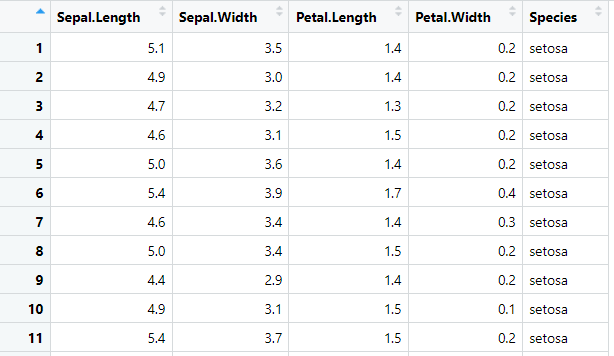 Sepal.Length Sepal.Width Petal.Length Petal.Width Species
1 5.1 3.5 1.4 0.2 setosa
2 4.9 3.0 1.4 0.2 setosa
3 4.7 3.2 1.3 0.2 setosa
4 4.6 3.1 1.5 0.2 setosa
5 5.0 3.6 1.4 0.2 setosa
6 5.4 3.9 1.7 0.4 setosa
7 4.6 3.4 1.4 0.3 setosa
8 5.0 3.4 1.5 0.2 setosa
9 4.4 2.9 1.4 0.2 setosa
10 4.9 3.1 1.5 0.1 setosa
11 5.4 3.7 1.5 0.2 setosa